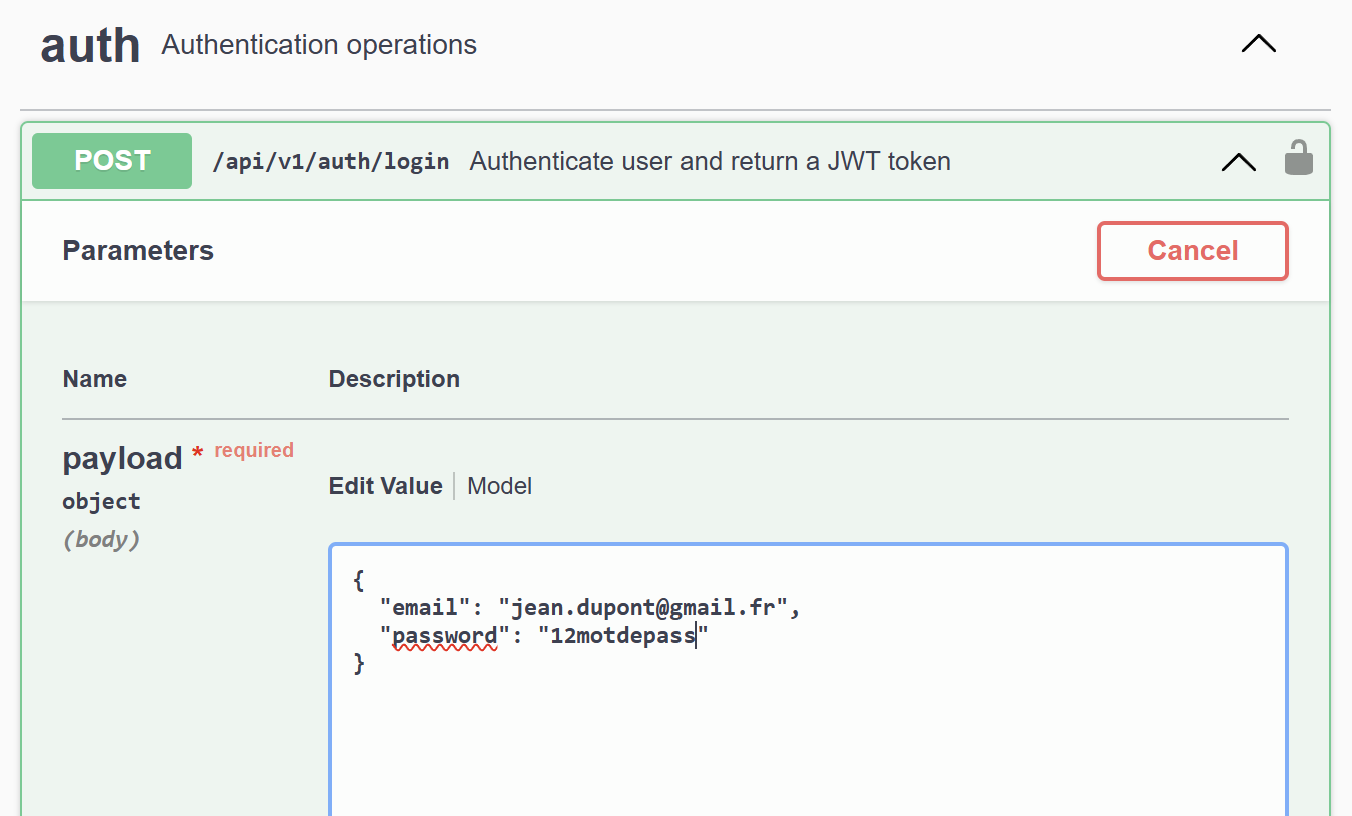 auth Authentication operations
POST /api/v1/auth/login Authenticate user and return a JWT token
Parameters Cancel
Name Description
payload * required
object
(body)
Edit Value Model
{
"email": "jean.dupont@gmail.fr",
"password": "12motdepass"
}